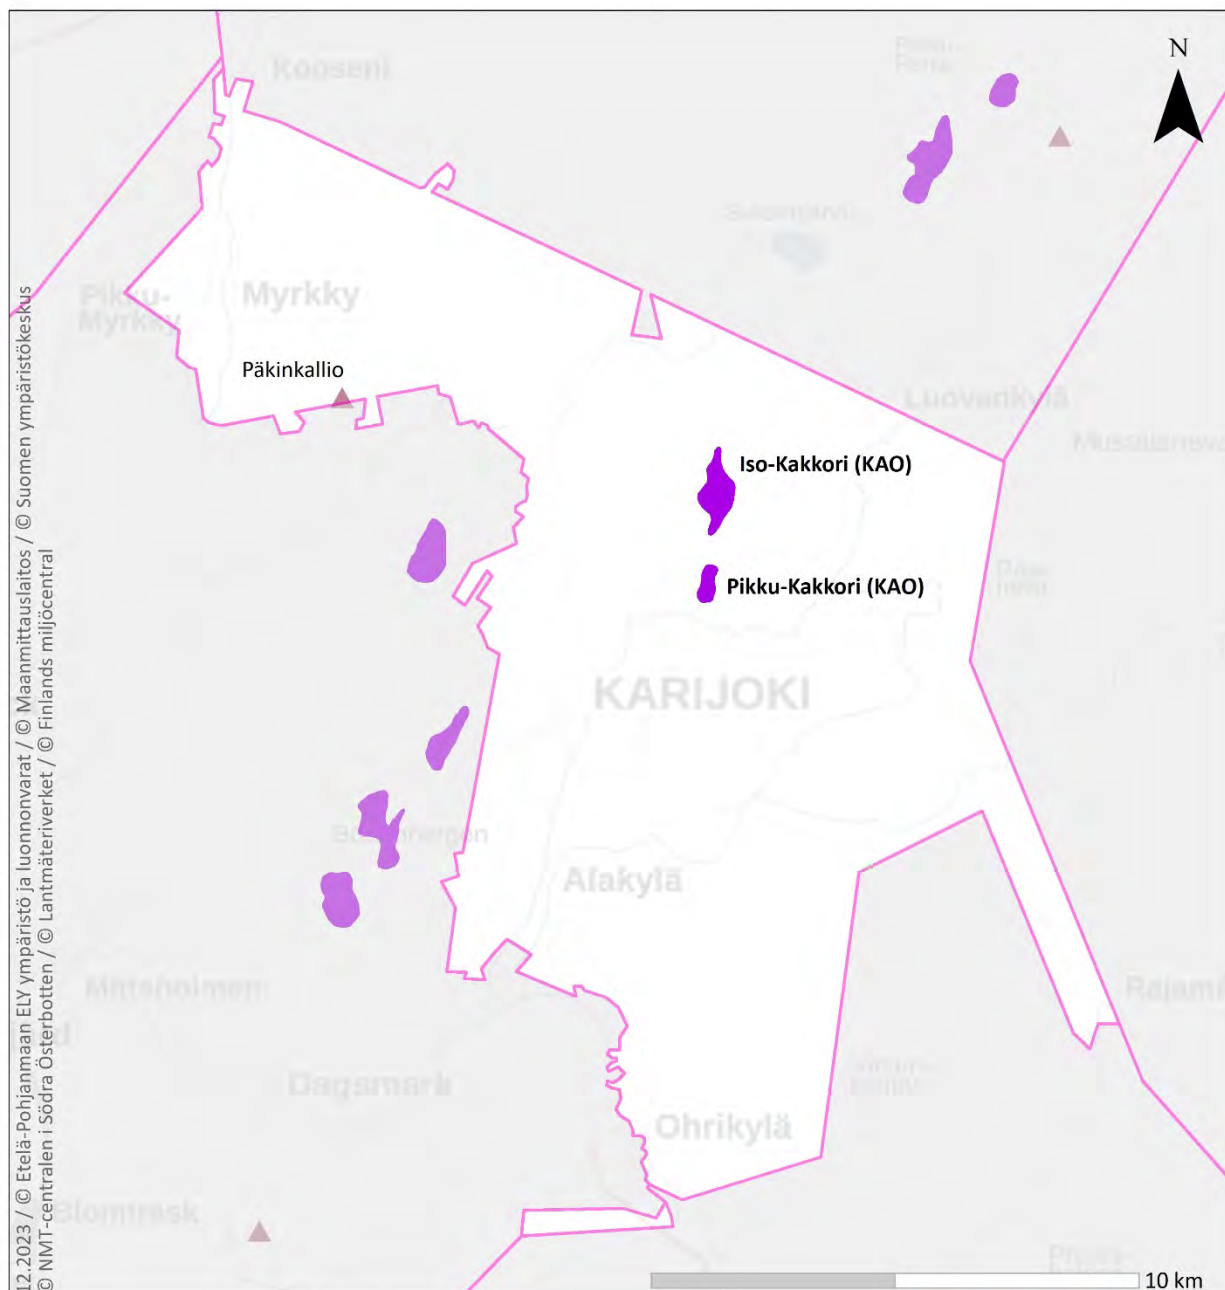 N
Kooseni
Pikku-
Myrkky
Myrkky
Päkinkallio
Luovankylä
Iso-Kakkori (KAO)
Pikku-Kakkori (KAO)
KARIJOKI
Alakylä
Dagsmark
Ohrikylä
Blomträsk
10 km
12.2023 / © Etelä-Pohjanmaan ELY ympäristö ja luonnonvarat / © Maanmittauslaitos / © Suomen ympäristökeskus
© NMT-centralen i Södra Österbotten / © Lantmäteriverket / © Finlands miljöcentral